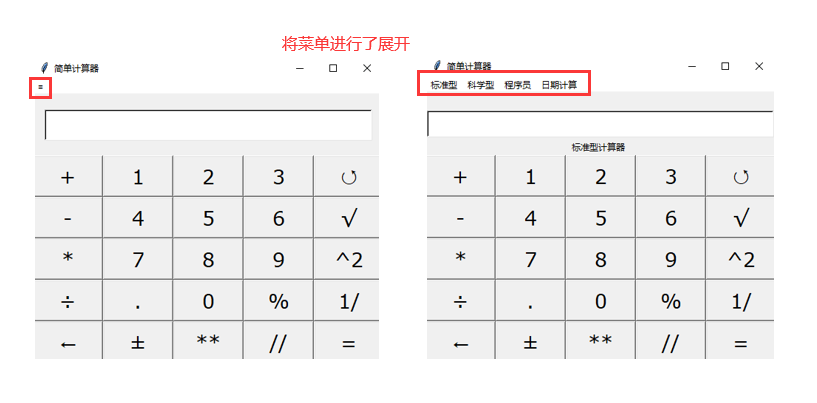 将菜单进行了展开
简单计算器
≡
+ 1 2 3 ↺
- 4 5 6 √
* 7 8 9 ^2
÷ . 0 % 1/
← ± ** // =
简单计算器
标准型 科学型 程序员 日期计算
标准型计算器
+ 1 2 3 ↺
- 4 5 6 √
* 7 8 9 ^2
÷ . 0 % 1/
← ± ** // =